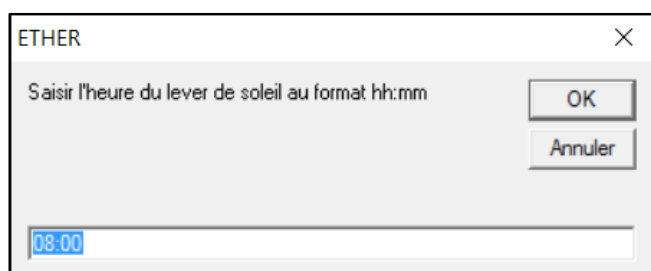 ETHER
Saisir l'heure du lever de soleil au format hh:mm
OK
Annuler
08:00